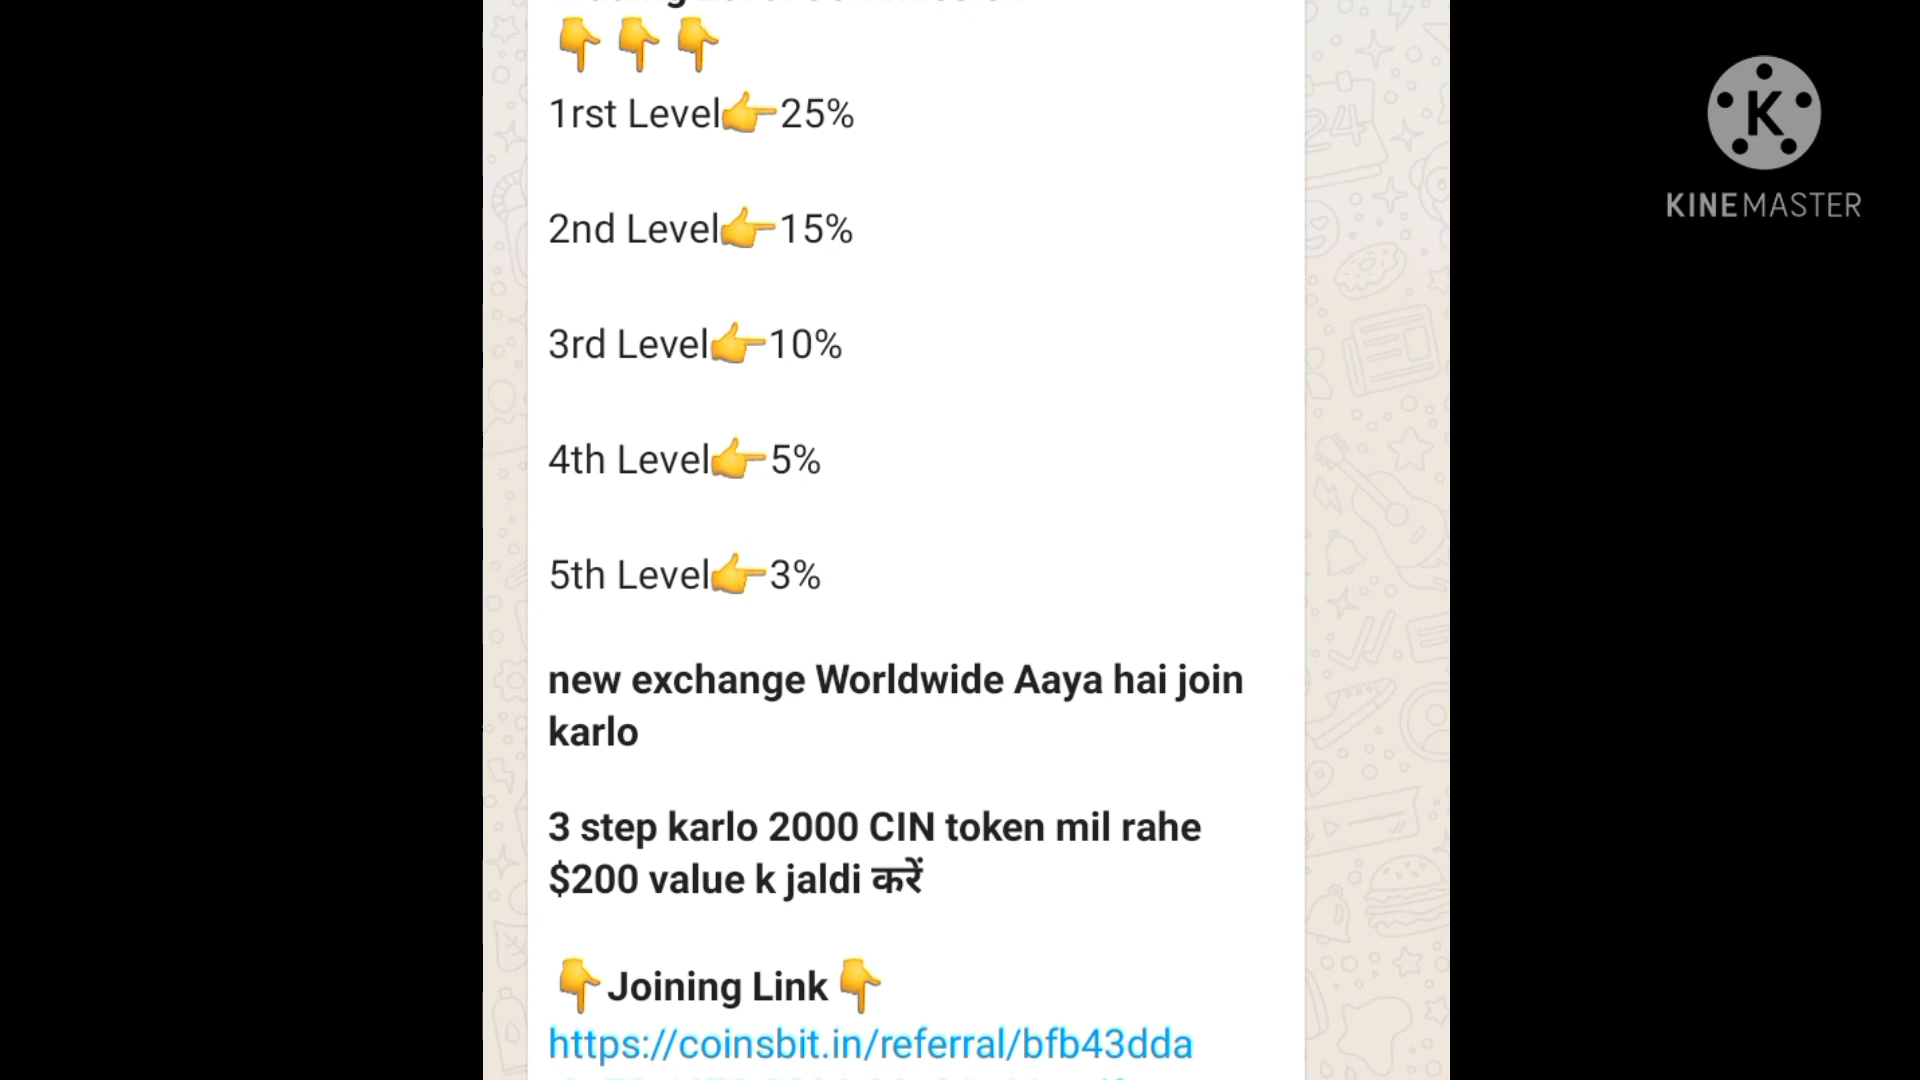 👇👇👇
1rst Level👉25%
2nd Level👉15%
3rd Level👉10%
4th Level👉5%
5th Level👉3%
new exchange Worldwide Aaya hai join
karlo
3 step karlo 2000 CIN token mil rahe
$200 value k jaldi करें
👇Joining Link👇
https://coinsbit.in/referral/bfb43dda
K
KINEMASTER